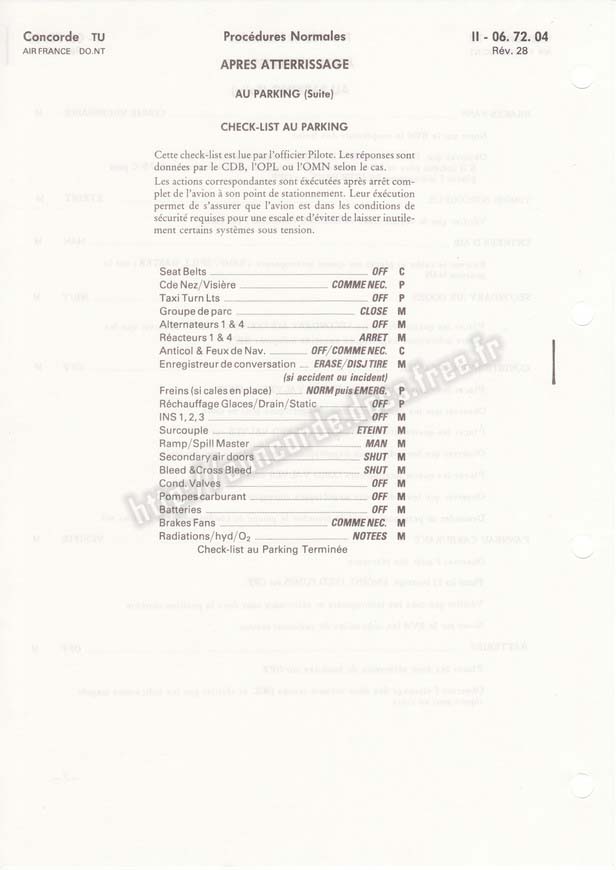 Concorde TU Procédures Normales II - 06. 72. 04
AIR FRANCE DO.NT Rév. 28
APRES ATTERRISSAGE
AU PARKING (Suite)
CHECK-LIST AU PARKING
Cette check-list est lue par l'officier Pilote. Les réponses sont
données par le CDB, l'OPL ou l'OMN selon le cas.
Les actions correspondantes sont éxécutées après arrêt com-
plet de l'avion à son point de stationnement. Leur éxécution
permet de s'assurer que l'avion est dans les conditions de
sécurité requises pour une escale et d'éviter de laisser inutile-
ment certains systèmes sous tension.
Seat Belts OFF C
Cde Nez/Visière COMME NEC. P
Taxi Turn Lts OFF P
Groupe de parc CLOSE M
Alternateurs 1 & 4 OFF M
Réacteurs 1 & 4 ARRET M
Anticol & Feux de Nav. OFF/COMME NEC. C
Enregistreur de conversation ERASE/DISJ TIRE M
(si accident ou incident)
Freins (si cales en place) NORM puis EMERG. P
Réchauffage Glaces/Drain/Static OFF P
INS 1, 2, 3 OFF M
Surcouple ETEINT M
Ramp/Spill Master MAN M
Secondary air doors SHUT M
Bleed & Cross Bleed SHUT M
Cond. Valves OFF M
Pompes carburant OFF M
Batteries OFF M
Brakes Fans COMME NEC. M
Radiations/hyd/O₂ NOTEES M
Check-list au Parking Terminée
http://concorde.dlep.free.fr